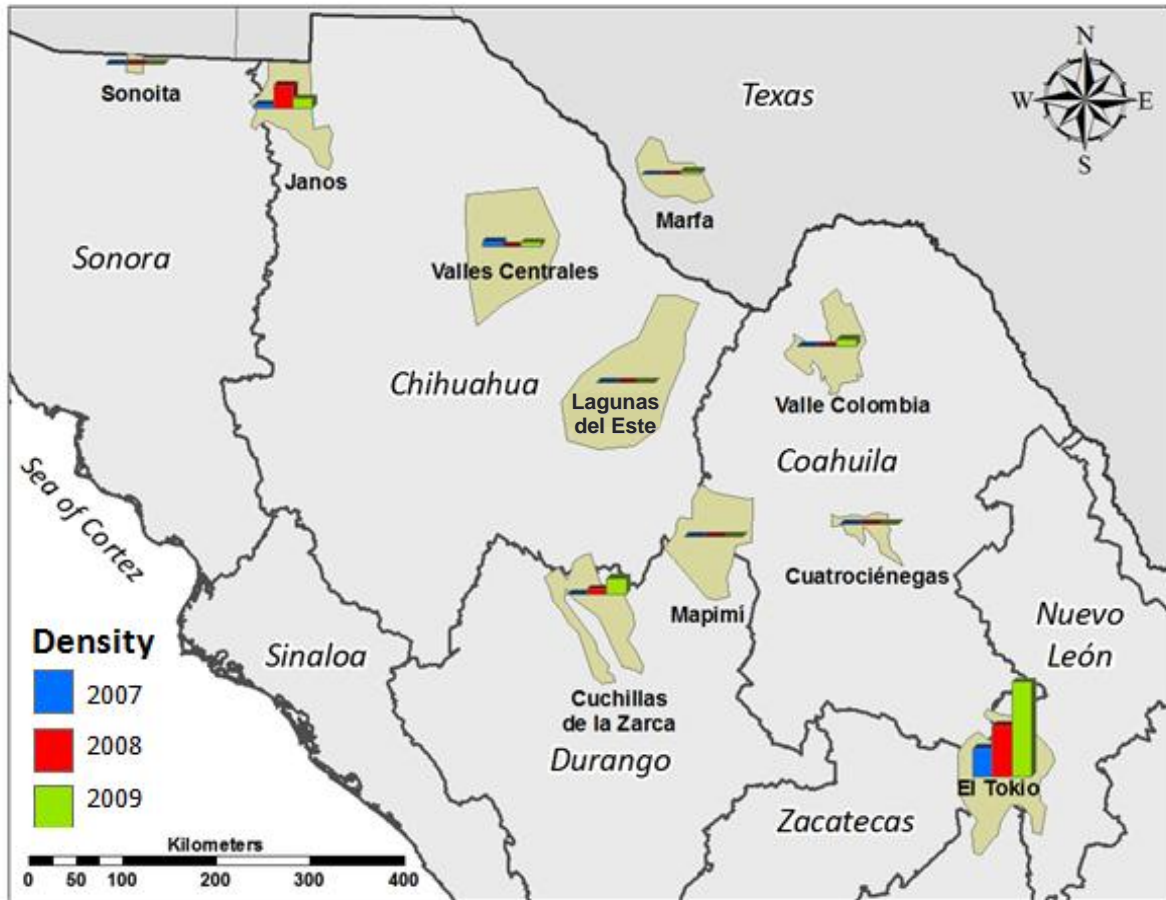 N
W E
S
Texas
Sonoita
Janos
Marfa
Sonora
Valles Centrales
Chihuahua
Lagunas
del Este
Valle Colombia
Coahuila
Sea of Cortez
Cuatrociénegas
Mapimí
Nuevo
León
Sinaloa
Cuchillas
de la Zarca
Durango
El Tokio
Zacatecas
Density
2007
2008
2009
Kilometers
0 50 100 200 300 400